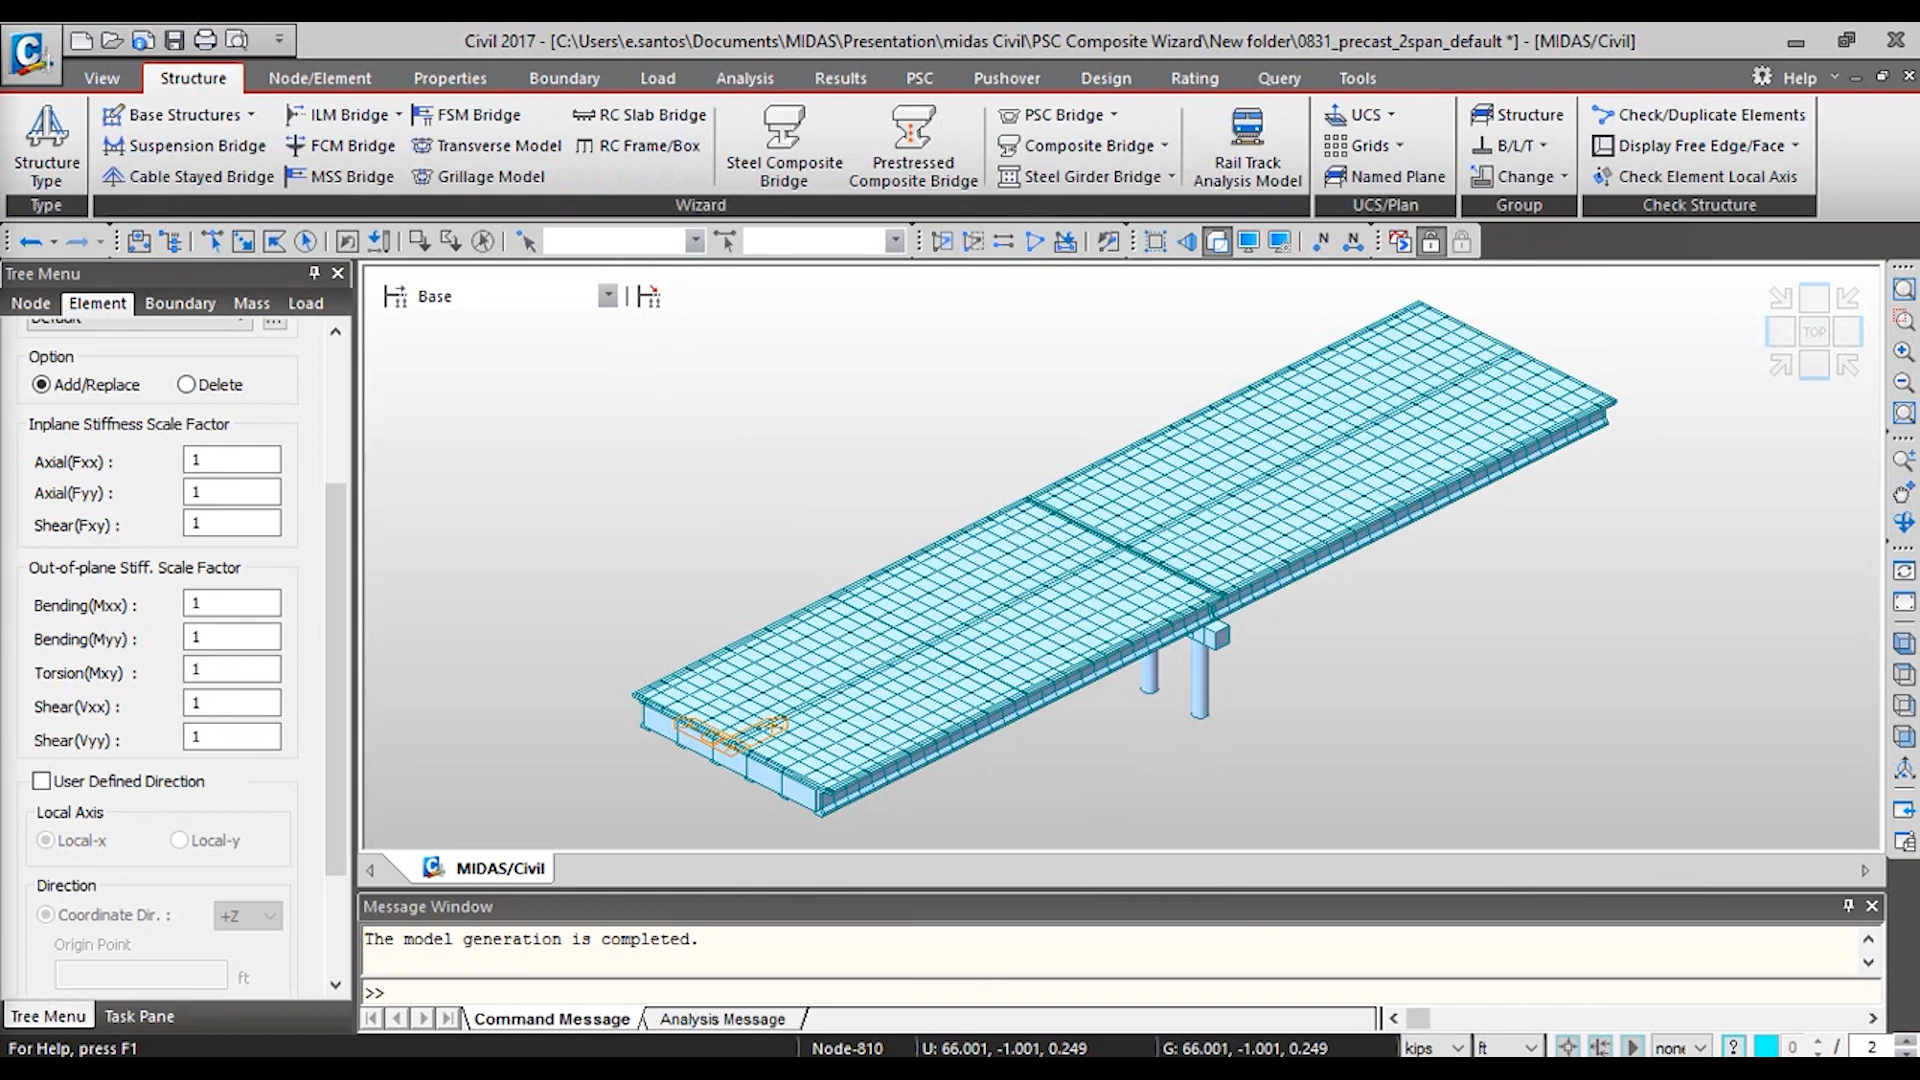 Civil 2017 - [C:\Users\e.santos\Documents\MIDAS\Presentation\midas Civil\PSC Composite Wizard\New folder\0831_precast_2span_default *] - [MIDAS/Civil]
View Structure Node/Element Properties Boundary Load Analysis Results PSC Pushover Design Rating Query Tools Help
Structure Type
Type
Base Structures ILM Bridge FSM Bridge RC Slab Bridge
Suspension Bridge FCM Bridge Transverse Model RC Frame/Box
Cable Stayed Bridge MSS Bridge Grillage Model
Steel Composite Bridge
Prestressed Composite Bridge
PSC Bridge
Composite Bridge
Steel Girder Bridge
Rail Track Analysis Model
Wizard
UCS
Grids
Named Plane
UCS/Plan
Structure
B/L/T
Change
Group
Check/Duplicate Elements
Display Free Edge/Face
Check Element Local Axis
Check Structure
N N
Tree Menu
Node Element Boundary Mass Load
Default
Option
Add/Replace Delete
Inplane Stiffness Scale Factor
Axial(Fxx) : 1
Axial(Fyy) : 1
Shear(Fxy) : 1
Out-of-plane Stiff. Scale Factor
Bending(Mxx) : 1
Bending(Myy) : 1
Torsion(Mxy) : 1
Shear(Vxx) : 1
Shear(Vyy) : 1
User Defined Direction
Local Axis
Local-x Local-y
Direction
Coordinate Dir. : +Z
Origin Point
ft
Tree Menu Task Pane
Base
TOP
MIDAS/Civil
Message Window
The model generation is completed.
>>
Command Message Analysis Message
For Help, press F1 Node-810 U: 66.001, -1.001, 0.249 G: 66.001, -1.001, 0.249 kips ft none ? 0 / 2